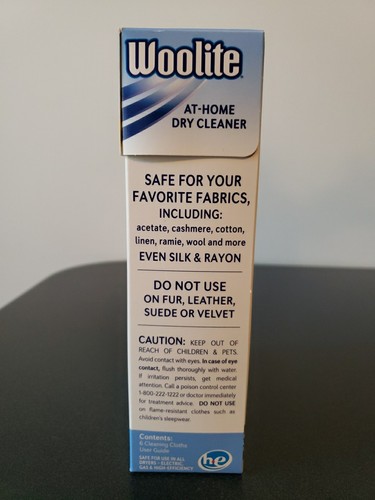 Woolite
AT-HOME
DRY CLEANER
SAFE FOR YOUR
FAVORITE FABRICS,
INCLUDING:
acetate, cashmere, cotton,
linen, ramie, wool and more
EVEN SILK & RAYON
DO NOT USE
ON FUR, LEATHER,
SUEDE OR VELVET
CAUTION: KEEP OUT OF
REACH OF CHILDREN & PETS.
Avoid contact with eyes. In case of eye
contact, flush thoroughly with water.
If irritation persists, get medical
attention. Call a poison control center
1-800-222-1222 or doctor immediately
for treatment advice. DO NOT USE
on flame-resistant clothes such as
children's sleepwear.
Contents:
6 Cleaning Cloths
User Guide
SAFE FOR USE IN ALL
DRYERS - ELECTRIC,
GAS & HIGH EFFICIENCY
he